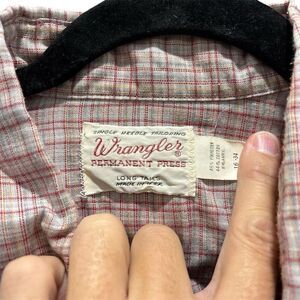 SINGLE NEEDLE TAILORING
Wrangler ®
PERMANENT PRESS
LONG TAILS
MADE IN U.S.A.
16-34